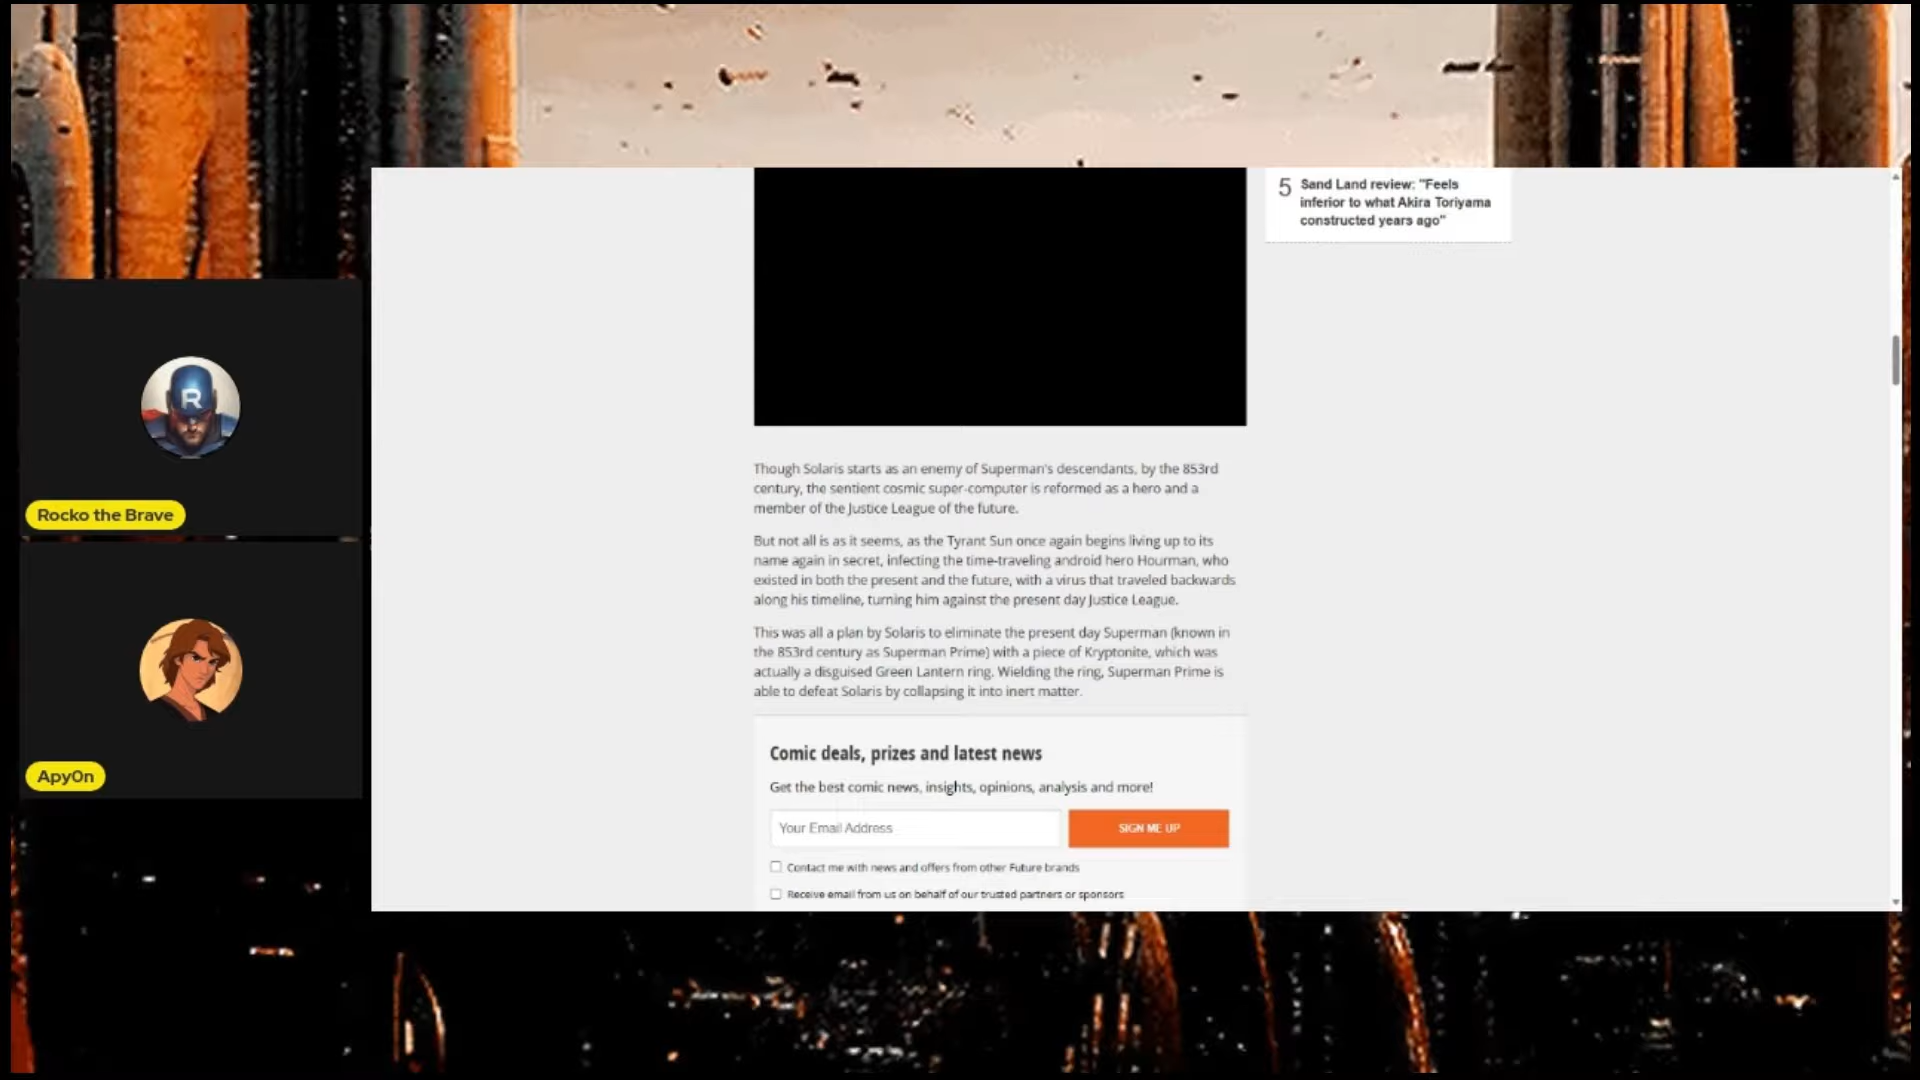 5 Sand Land review: "Feels
inferior to what Akira Toriyama
constructed years ago"
R
Rocko the Brave
Apy0n
Though Solaris starts as an enemy of Superman's descendants, by the 853rd
century, the sentient cosmic super-computer is reformed as a hero and a
member of the Justice League of the future.
But not all is as it seems, as the Tyrant Sun once again begins living up to its
name again in secret, infecting the time-traveling android hero Hourman, who
existed in both the present and the future, with a virus that traveled backwards
along his timeline, turning him against the present day Justice League.
This was all a plan by Solaris to eliminate the present day Superman (known in
the 853rd century as Superman Prime) with a piece of Kryptonite, which was
actually a disguised Green Lantern ring. Wielding the ring, Superman Prime is
able to defeat Solaris by collapsing it into inert matter.
Comic deals, prizes and latest news
Get the best comic news, insights, opinions, analysis and more!
Your Email Address
SIGN ME UP
Contact me with news and offers from other Future brands
Receive email from us on behalf of our trusted partners or sponsors